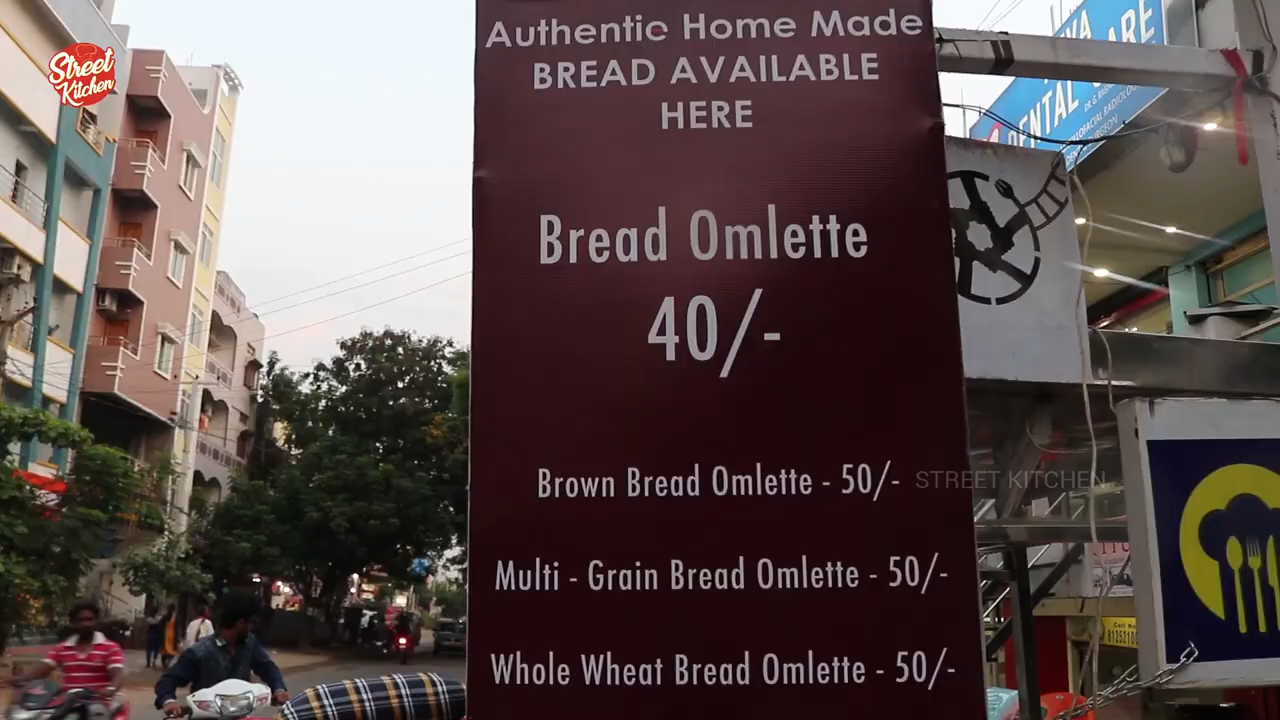 Street
Kitchen
Authentic Home Made
BREAD AVAILABLE
HERE
Bread Omlette
40/-
Brown Bread Omlette - 50/-
STREET KITCHEN
Multi - Grain Bread Omlette - 50/-
Whole Wheat Bread Omlette - 50/-